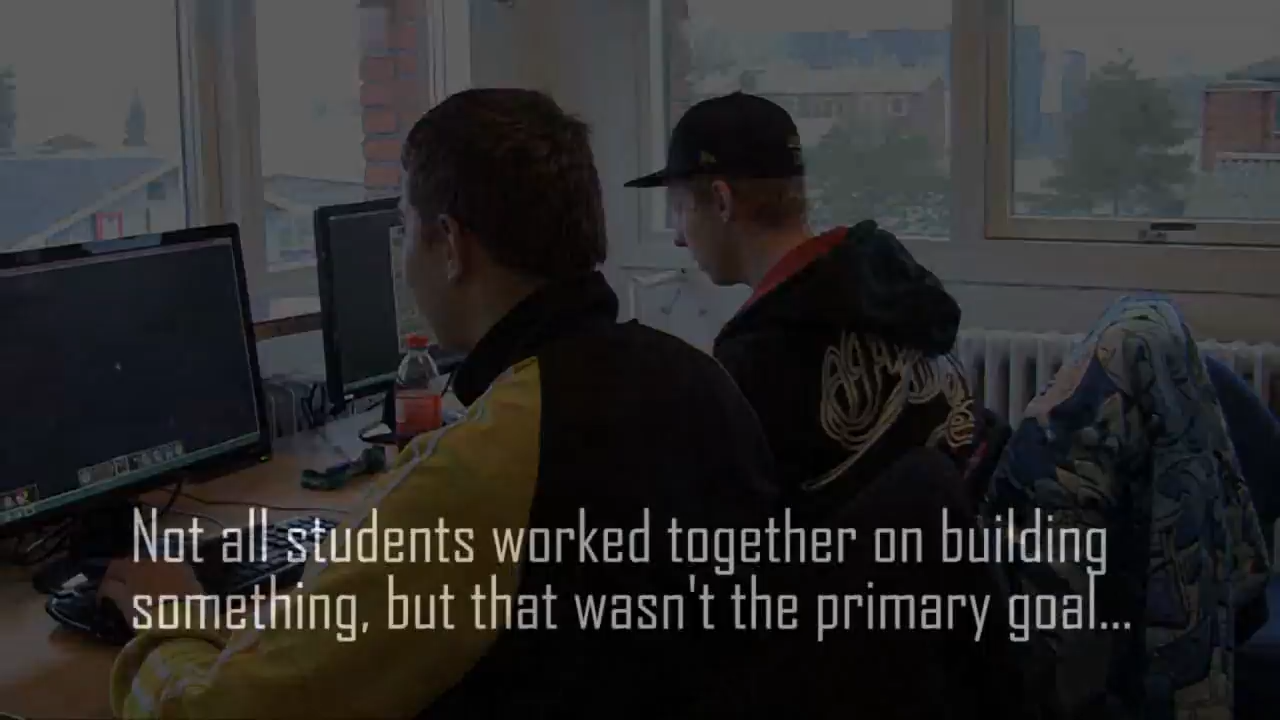 Not all students worked together on building
something, but that wasn't the primary goal...